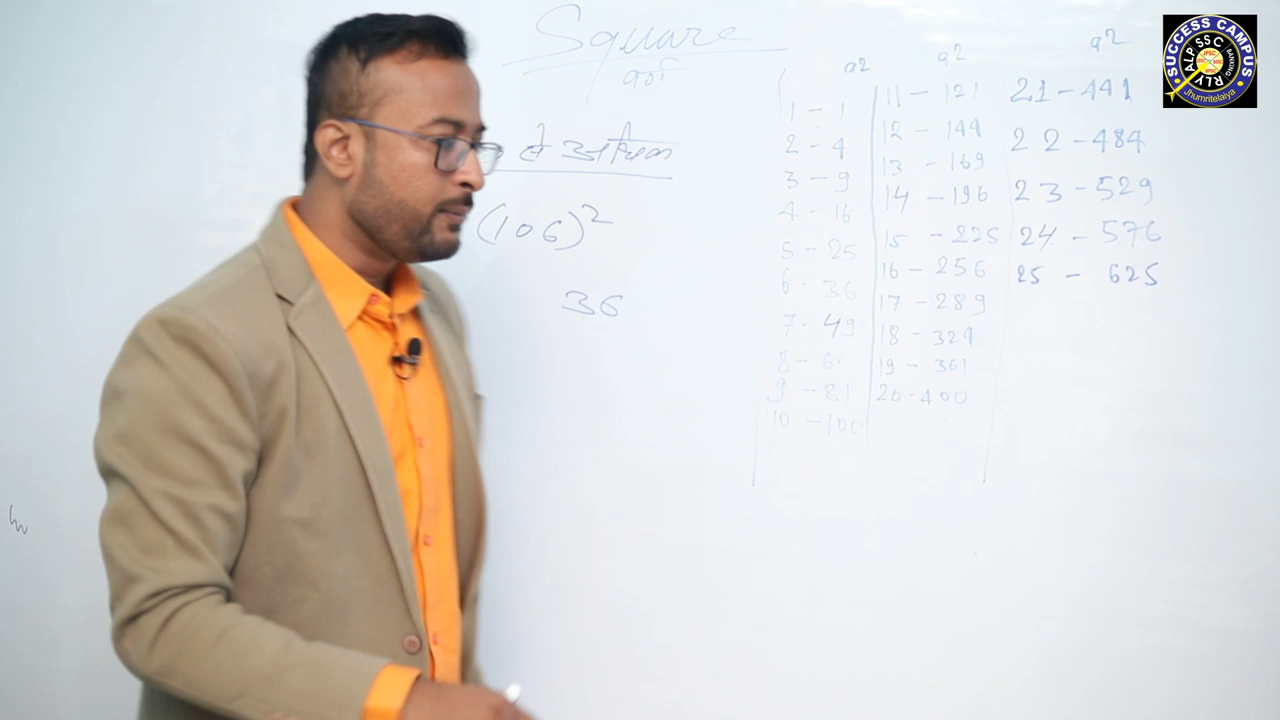 Square
वर्ग
से अधिक
(106)²
36
a²
1 - 1
2 - 4
3 - 9
4 - 16
5 - 25
6 - 36
7 - 49
8 - 6
9 - 81
10 - 100
a²
11 - 121
12 - 144
13 - 169
14 - 196
15 - 225
16 - 256
17 - 289
18 - 324
19 - 361
20 - 400
a²
21 - 441
22 - 484
23 - 529
24 - 576
25 - 625
SUCCESS CAMPUS
ALP SSC BANKING RLY
Jhumritelaiya